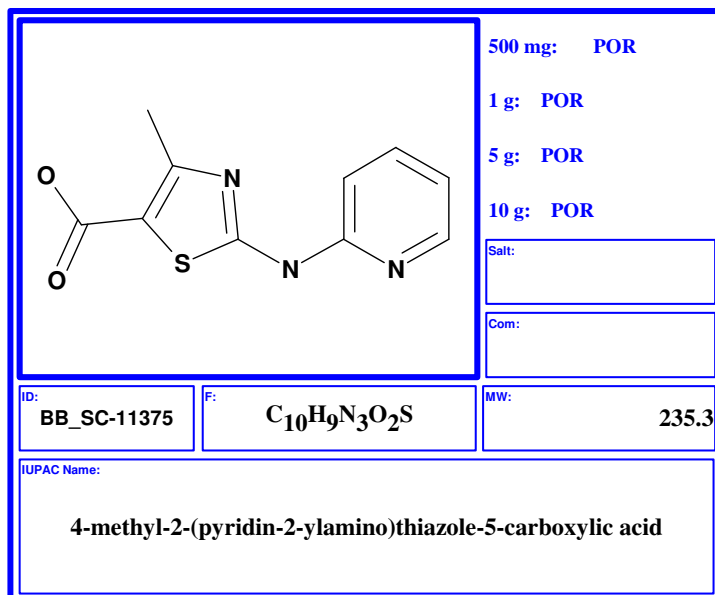 500 mg: POR
1 g: POR
5 g: POR
10 g: POR
O
N
O
S
N
N
Salt:
Com:
ID:
BB_SC-11375
F:
C10H9N3O2S
MW:
235.3
IUPAC Name:
4-methyl-2-(pyridin-2-ylamino)thiazole-5-carboxylic acid